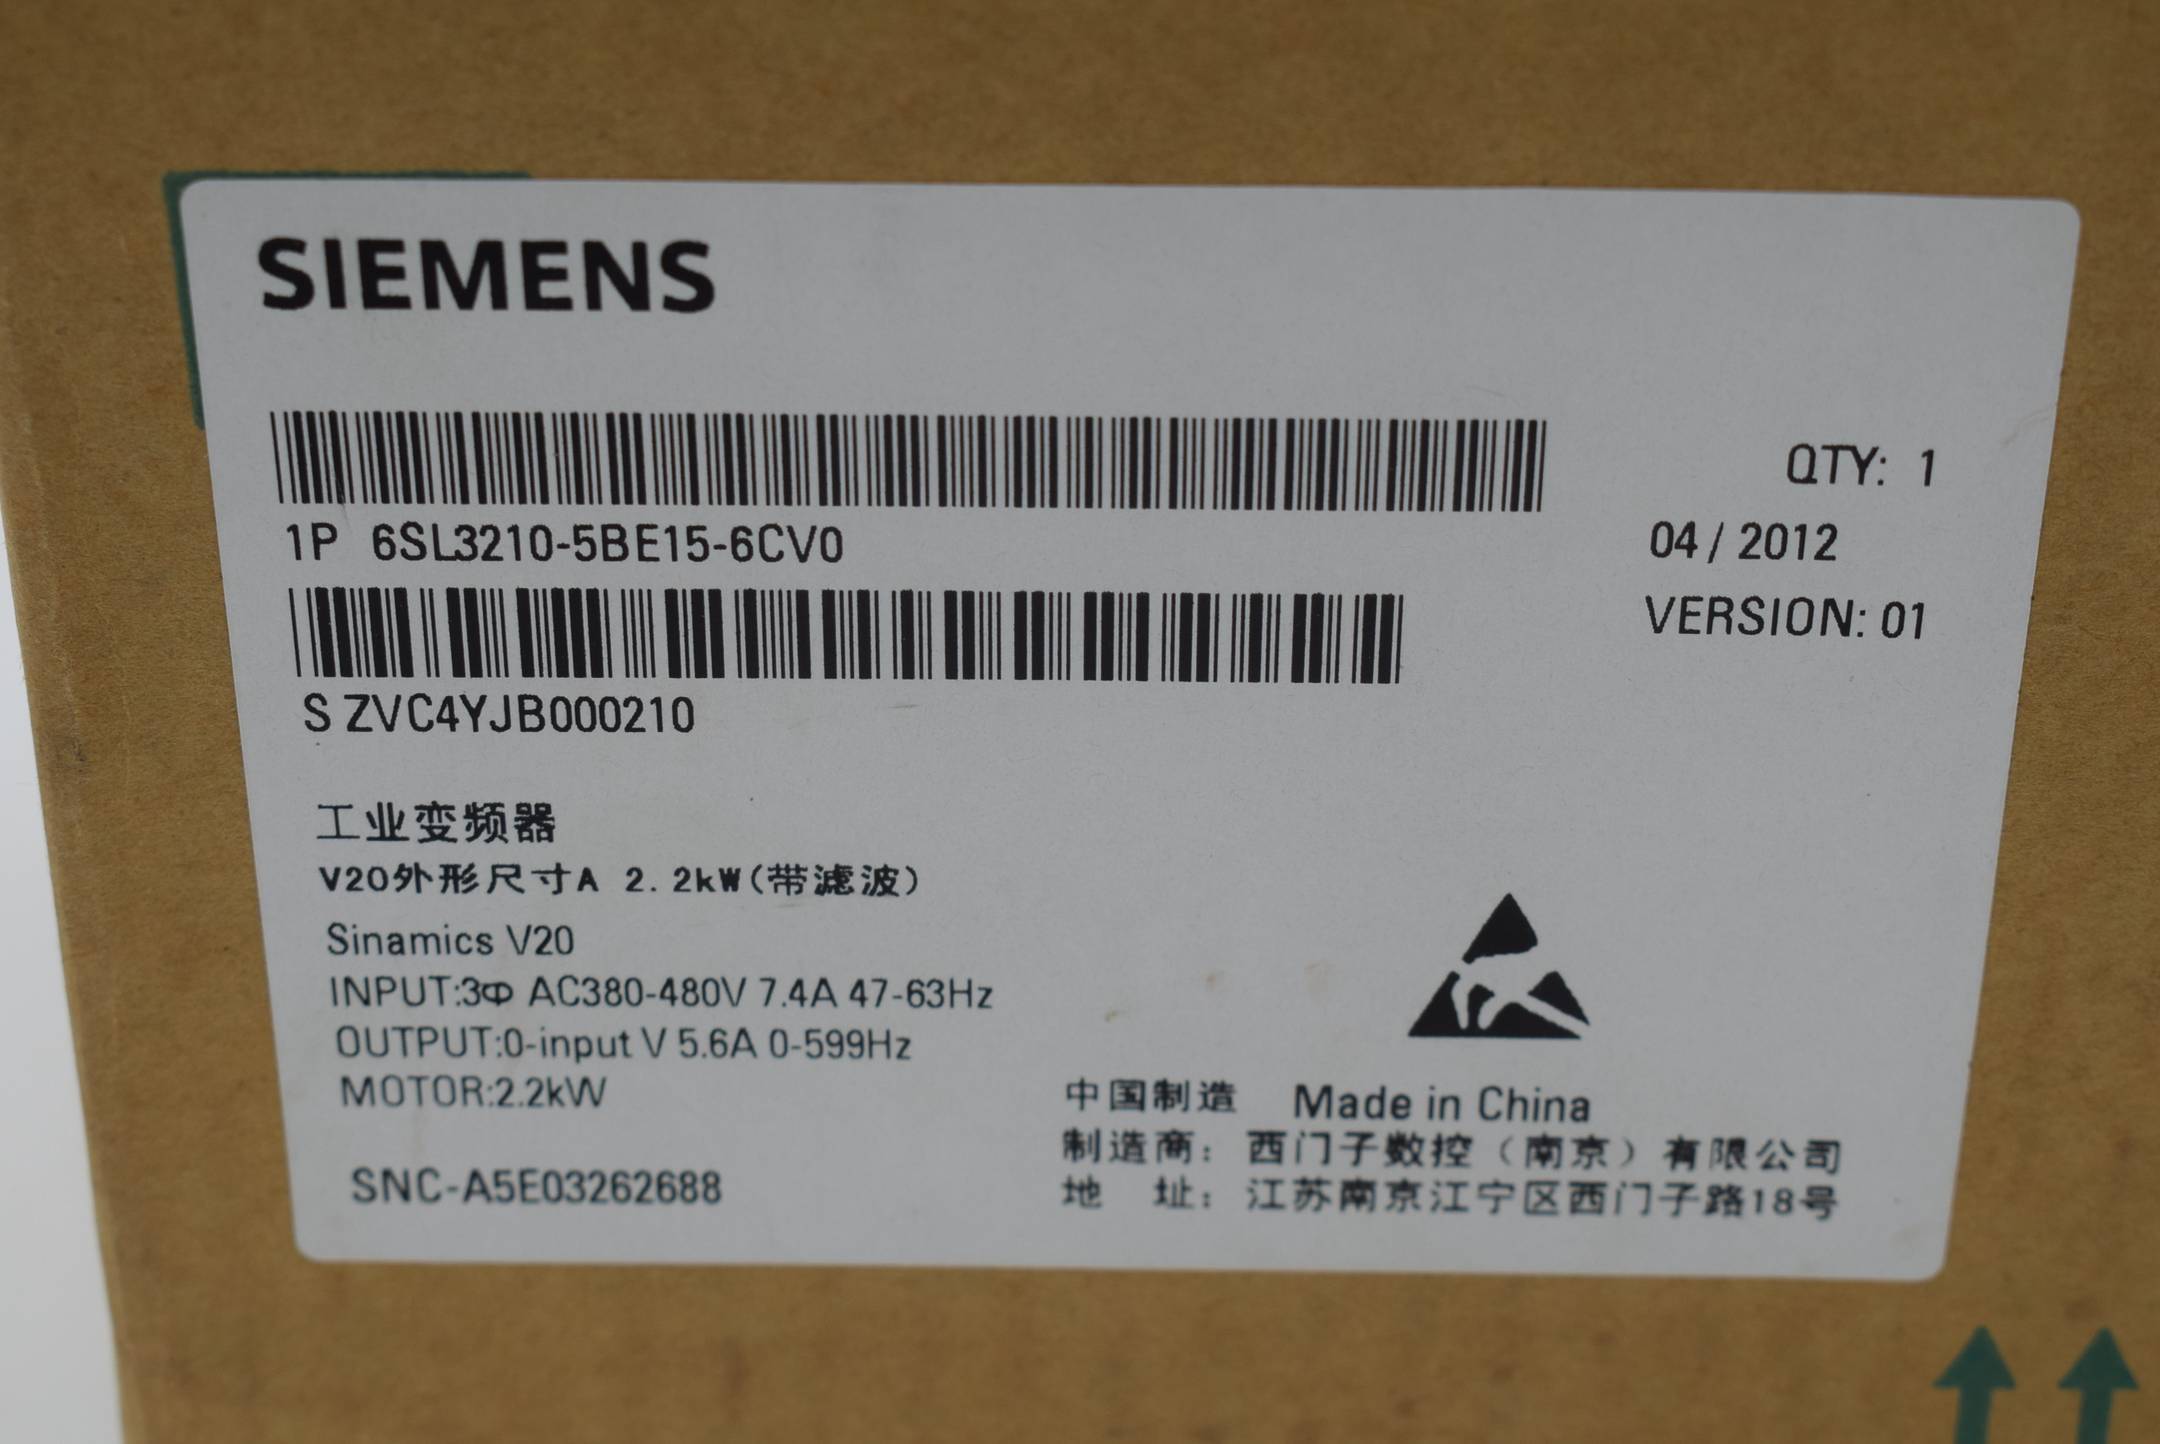 SIEMENS
QTY: 1
1P 6SL3210-5BE15-6CV0
04 / 2012
VERSION: 01
S ZVC4YJB000210
工业变频器
V20外形尺寸A 2.2kW(带滤波)
Sinamics V20
INPUT:3Φ AC380-480V 7.4A 47-63Hz
OUTPUT:0-input V 5.6A 0-599Hz
MOTOR:2.2kW
SNC-A5E03262688
中国制造 Made in China
制造商：西门子数控（南京）有限公司
地 址：江苏南京江宁区西门子路18号